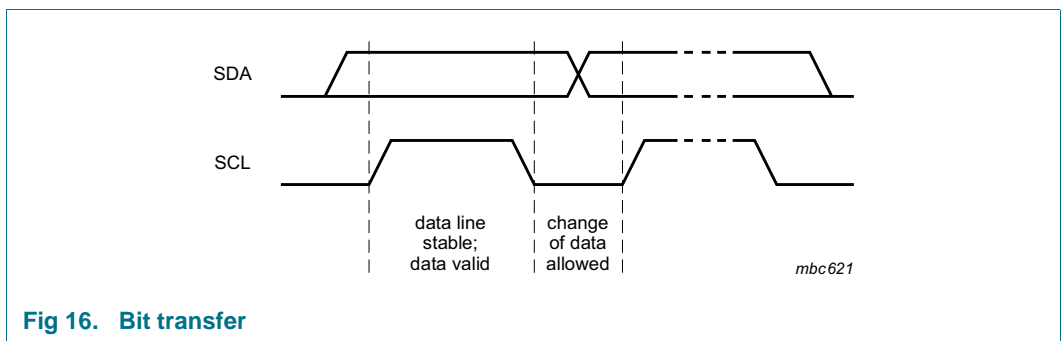 SDA
SCL
data line
stable;
data valid
change
of data
allowed
mbc621
Fig 16. Bit transfer